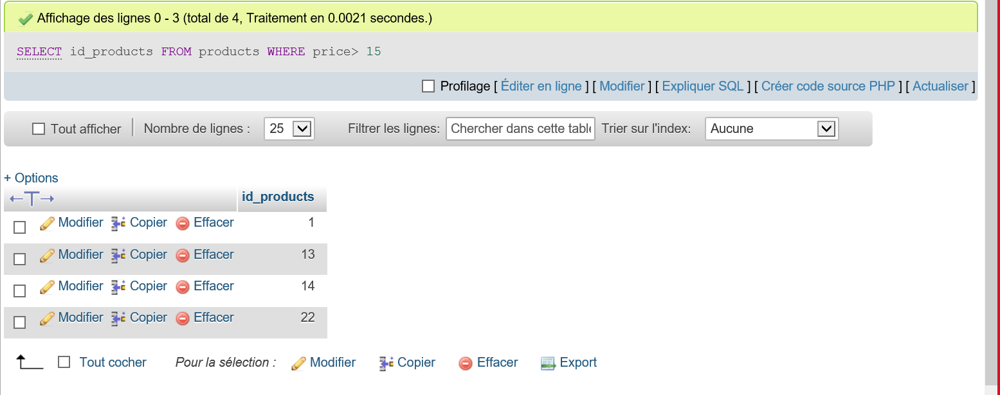 Affichage des lignes 0 - 3 (total de 4, Traitement en 0.0021 secondes.)
SELECT id_products FROM products WHERE price> 15
Profilage [ Éditer en ligne ] [ Modifier ] [ Expliquer SQL ] [ Créer code source PHP ] [ Actualiser ]
Tout afficher Nombre de lignes : 25 Filtrer les lignes: Chercher dans cette table Trier sur l'index: Aucune
+ Options
←T→ id_products
Modifier Copier Effacer 1
Modifier Copier Effacer 13
Modifier Copier Effacer 14
Modifier Copier Effacer 22
Tout cocher Pour la sélection : Modifier Copier Effacer Export